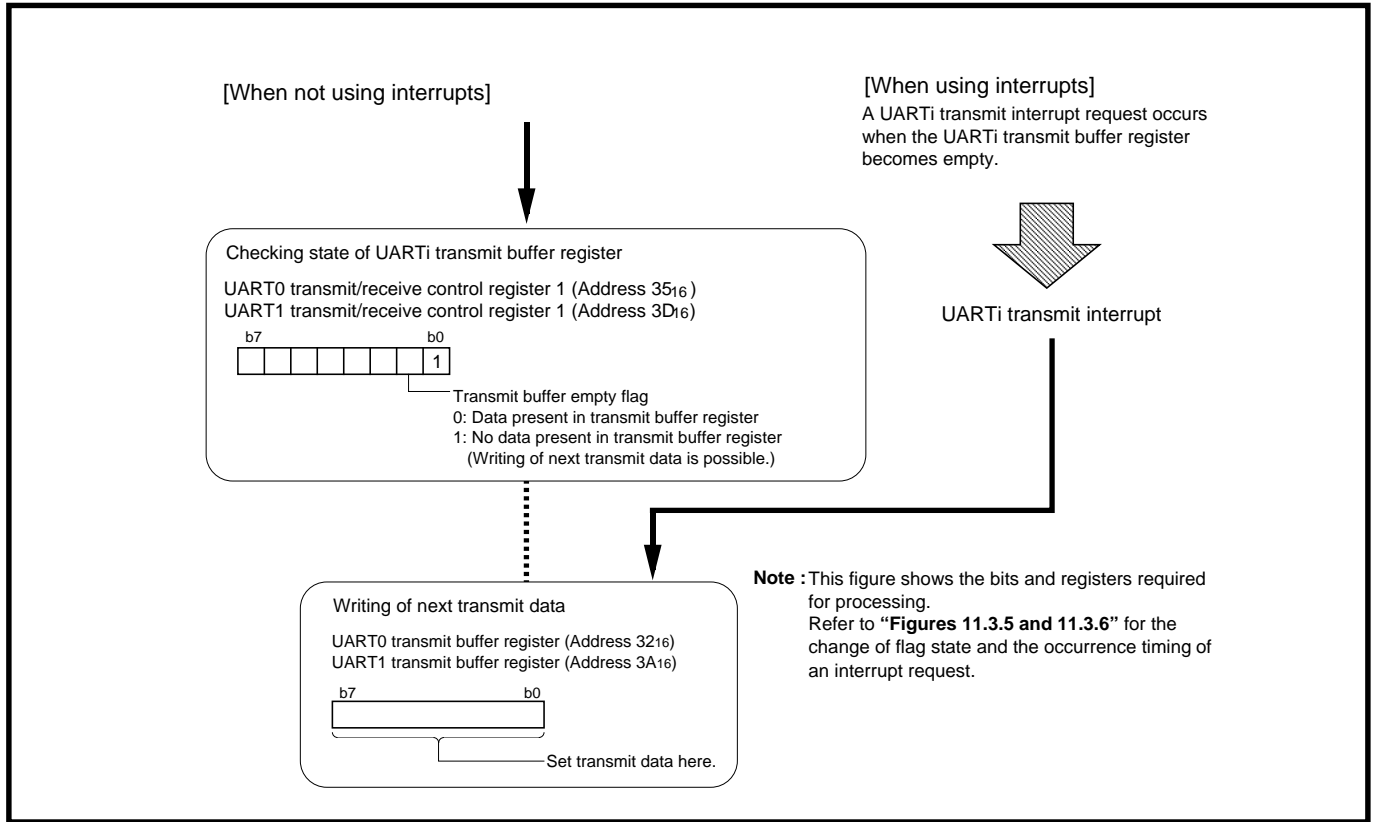 [When not using interrupts]
[When using interrupts]
A UARTi transmit interrupt request occurs
when the UARTi transmit buffer register
becomes empty.
Checking state of UARTi transmit buffer register
UART0 transmit/receive control register 1 (Address 3516)
UART1 transmit/receive control register 1 (Address 3D16)
b7 b0
1
Transmit buffer empty flag
0: Data present in transmit buffer register
1: No data present in transmit buffer register
(Writing of next transmit data is possible.)
UARTi transmit interrupt
Writing of next transmit data
UART0 transmit buffer register (Address 3216)
UART1 transmit buffer register (Address 3A16)
b7 b0
Set transmit data here.
Note : This figure shows the bits and registers required
for processing.
Refer to “Figures 11.3.5 and 11.3.6” for the
change of flag state and the occurrence timing of
an interrupt request.